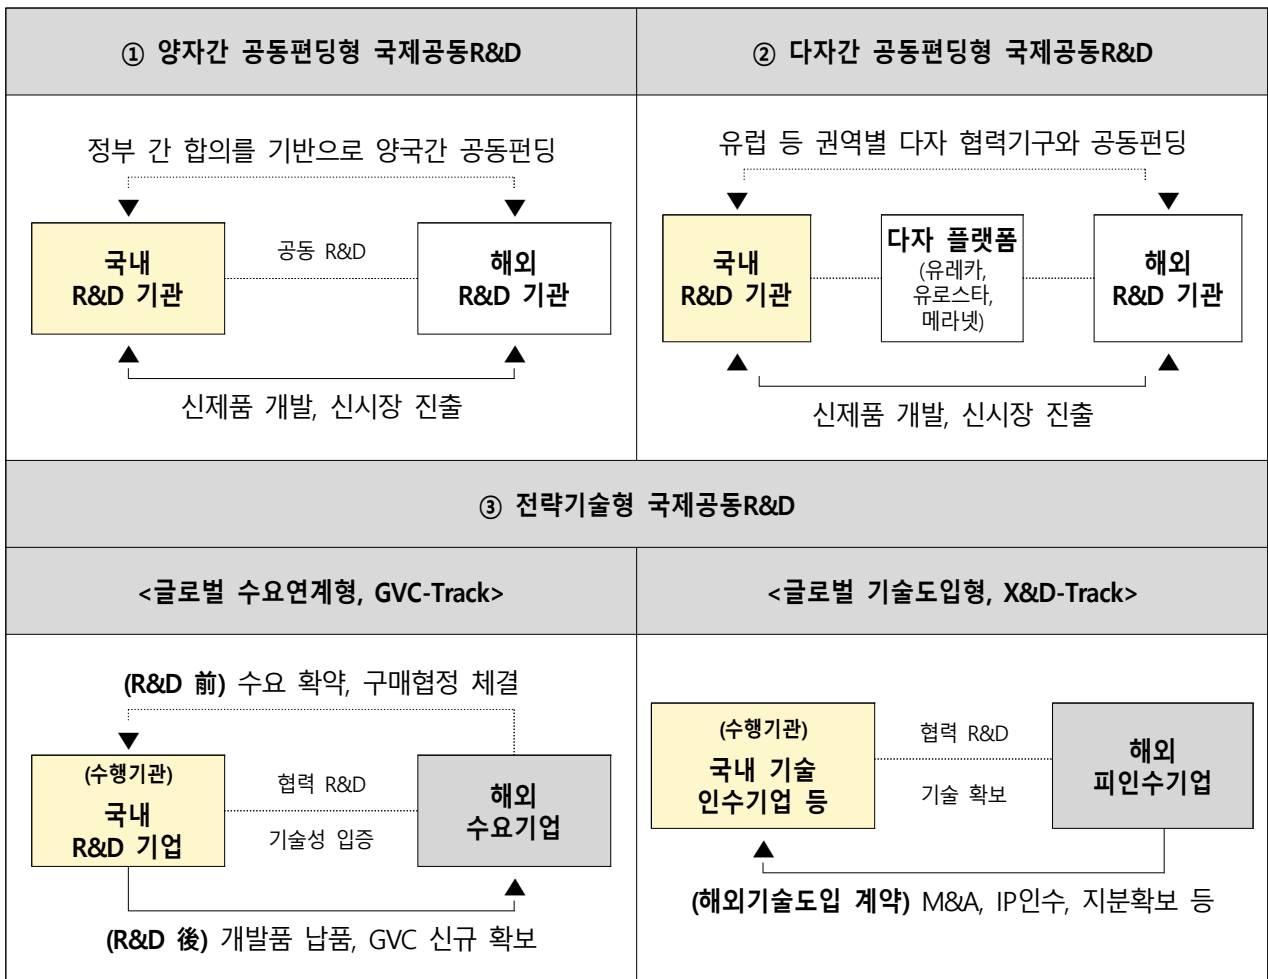 ① 양자간 공동펀딩형 국제공동R&D
② 다자간 공동펀딩형 국제공동R&D
정부 간 합의를 기반으로 양국간 공동펀딩
국내
R&D 기관
공동 R&D
해외
R&D 기관
신제품 개발, 신시장 진출
유럽 등 권역별 다자 협력기구와 공동펀딩
국내
R&D 기관
다자 플랫폼
(유레카,
유로스타,
메라넷)
해외
R&D 기관
신제품 개발, 신시장 진출
③ 전략기술형 국제공동R&D
<글로벌 수요연계형, GVC-Track>
<글로벌 기술도입형, X&D-Track>
(R&D 前) 수요 확약, 구매협정 체결
(수행기관)
국내
R&D 기업
협력 R&D
기술성 입증
해외
수요기업
(R&D 後) 개발품 납품, GVC 신규 확보
(수행기관)
국내 기술
인수기업 등
협력 R&D
기술 확보
해외
피인수기업
(해외기술도입 계약) M&A, IP인수, 지분확보 등